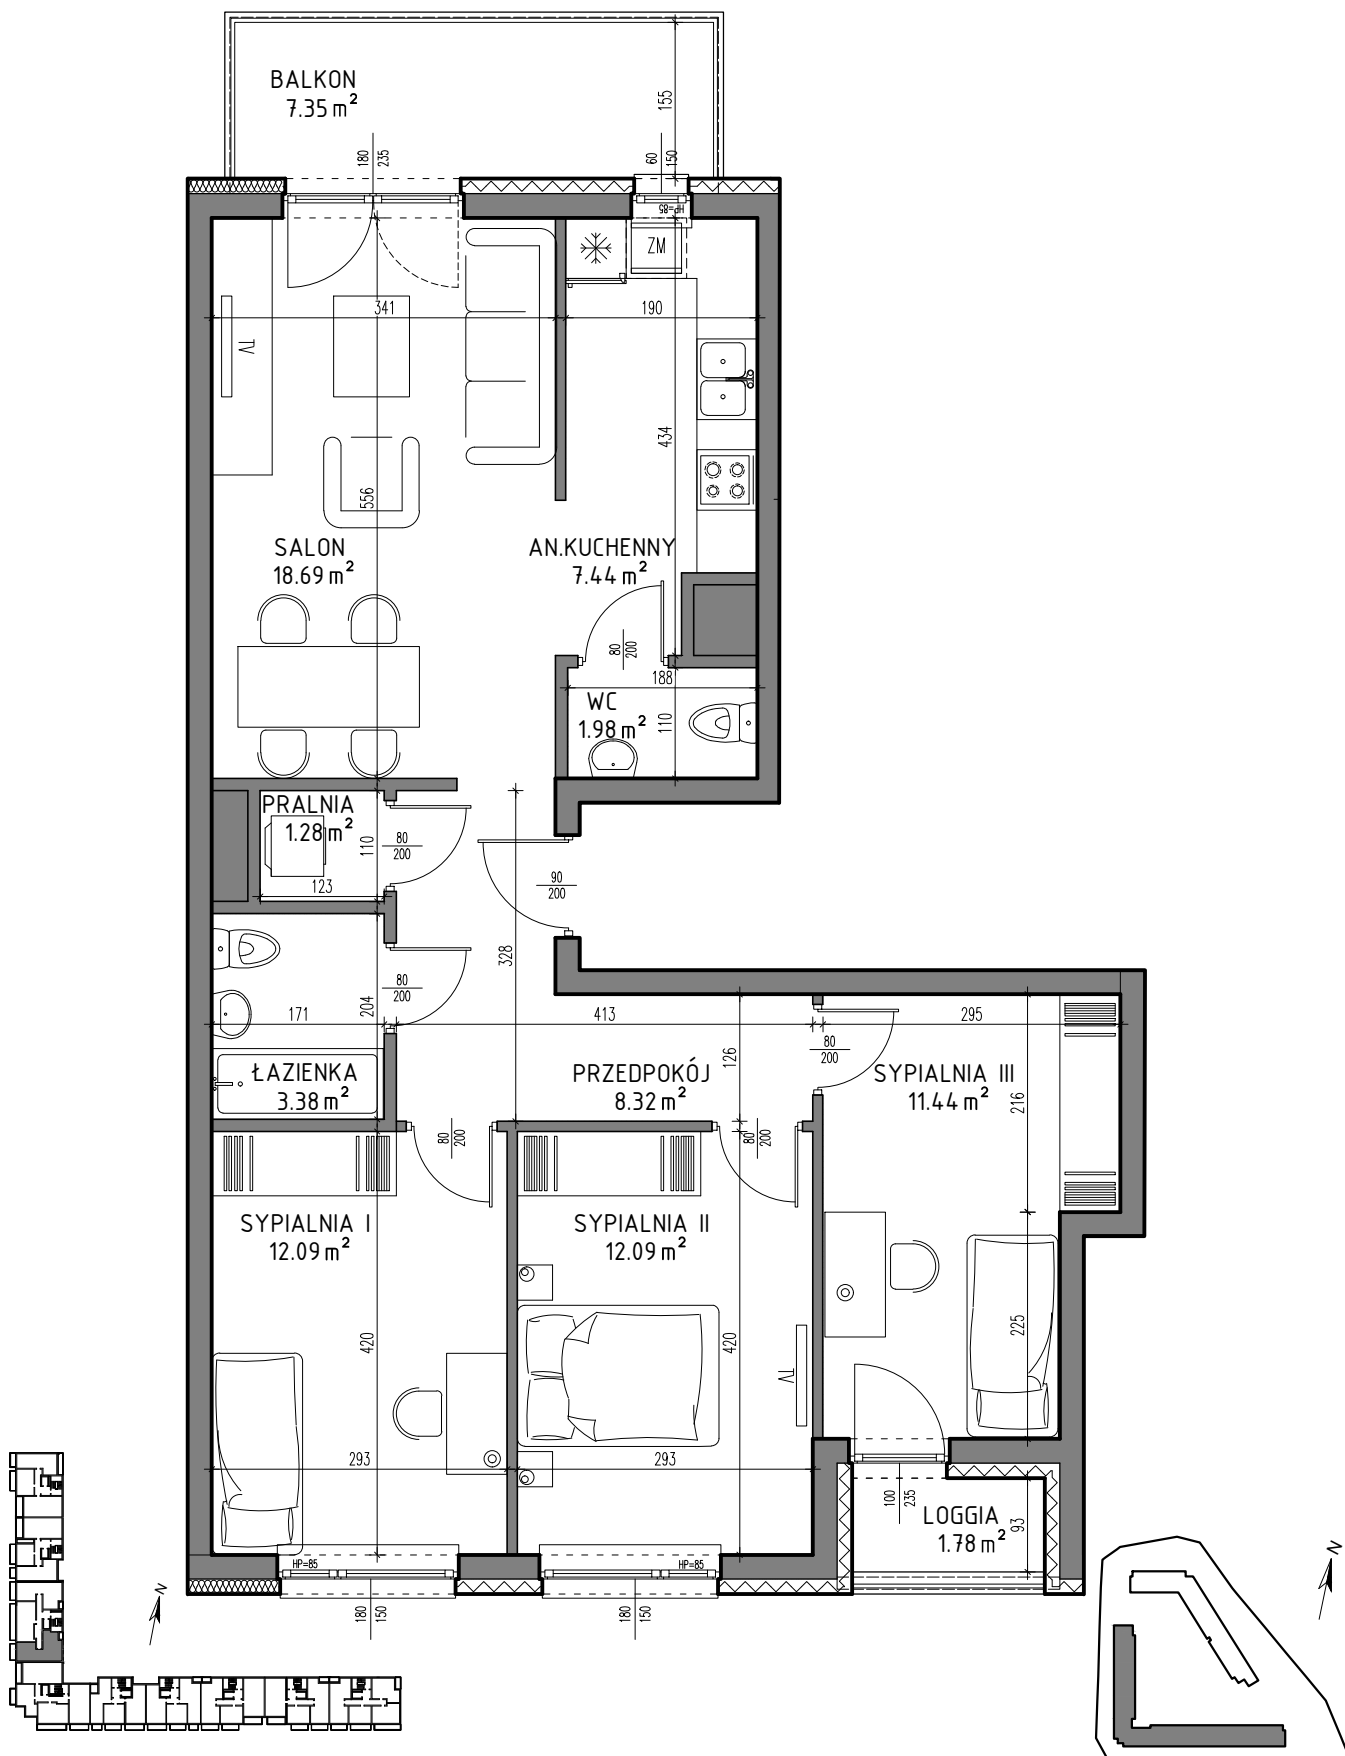 BALKON
7.35 m²
155
180
235
60
150
HP=85
ZM
341
190
TV
434
556
SALON
18.69 m²
AN.KUCHENNY
7.44 m²
80
200
188
WC
1.98 m²
110
PRALNIA
1.28 m²
110
80
200
123
90
200
328
80
200
204
171
413
295
126
80
200
ŁAZIENKA
3.38 m²
PRZEDPOKÓJ
8.32 m²
SYPIALNIA III
11.44 m²
216
80
200
80
200
SYPIALNIA I
12.09 m²
SYPIALNIA II
12.09 m²
225
420
420
TV
293
293
100
235
LOGGIA
1.78 m²
93
HP=85
HP=85
180
150
180
150
N
N